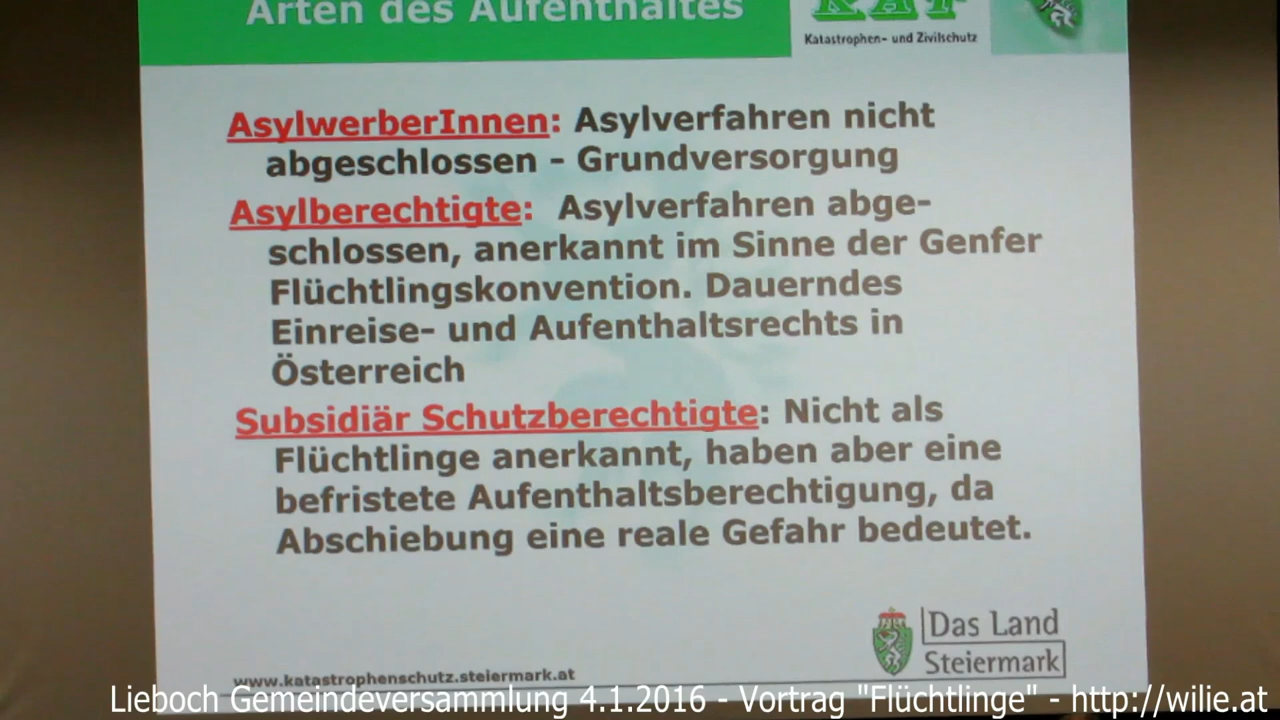 Arten des Aufenthaltes
KAT
Katastrophen- und Zivilschutz
AsylwerberInnen: Asylverfahren nicht
abgeschlossen - Grundversorgung
Asylberechtigte: Asylverfahren abge-
schlossen, anerkannt im Sinne der Genfer
Flüchtlingskonvention. Dauerndes
Einreise- und Aufenthaltsrechts in
Österreich
Subsidiär Schutzberechtigte: Nicht als
Flüchtlinge anerkannt, haben aber eine
befristete Aufenthaltsberechtigung, da
Abschiebung eine reale Gefahr bedeutet.
Das Land
Steiermark
www.katastrophenschutz.steiermark.at
Lieboch Gemeindeversammlung 4.1.2016 - Vortrag "Flüchtlinge" - http://wilie.at